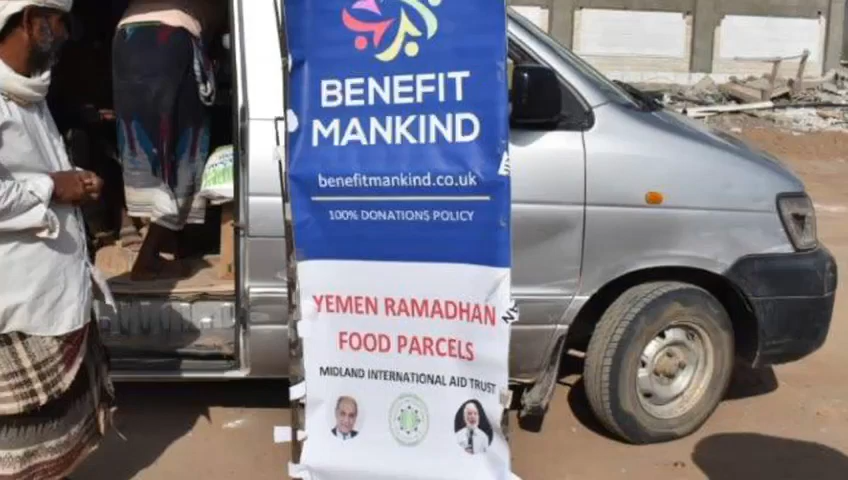 BENEFIT
MANKIND
benefitmankind.co.uk
100% DONATIONS POLICY
YEMEN RAMADHAN
FOOD PARCELS
MIDLAND INTERNATIONAL AID TRUST